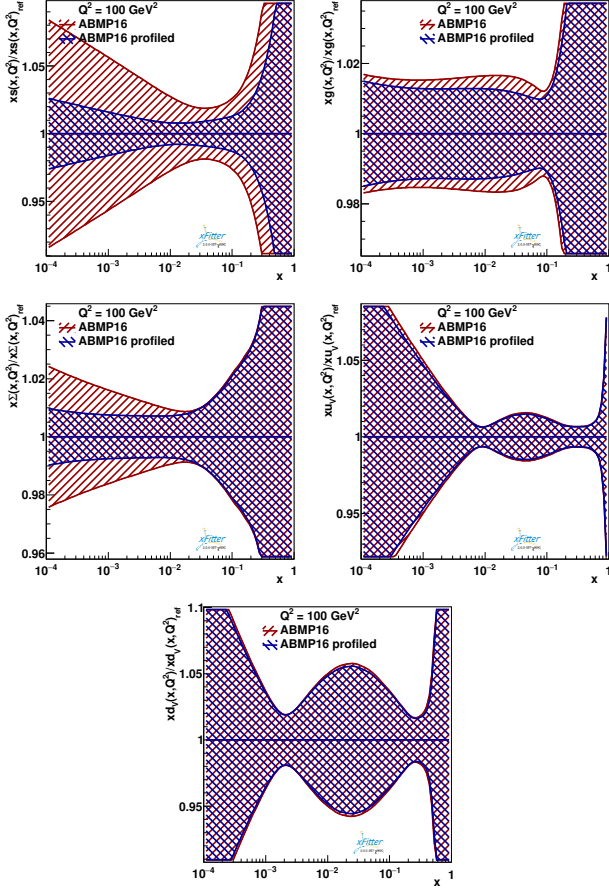 xs(x,Q²)/xs(x,Q²)ref
Q² = 100 GeV²
ABMP16
ABMP16 profiled
1.05
1
0.95
xFitter
10⁻⁴ 10⁻³ 10⁻² 10⁻¹ 1
x
xg(x,Q²)/xg(x,Q²)ref
Q² = 100 GeV²
ABMP16
ABMP16 profiled
1.02
1
0.98
xFitter
10⁻⁴ 10⁻³ 10⁻² 10⁻¹ 1
x
xΣ(x,Q²)/xΣ(x,Q²)ref
Q² = 100 GeV²
ABMP16
ABMP16 profiled
1.04
1.02
1
0.98
0.96
xFitter
10⁻⁴ 10⁻³ 10⁻² 10⁻¹ 1
x
xuV(x,Q²)/xuV(x,Q²)ref
Q² = 100 GeV²
ABMP16
ABMP16 profiled
1.05
1
0.95
xFitter
10⁻⁴ 10⁻³ 10⁻² 10⁻¹ 1
x
xdV(x,Q²)/xdV(x,Q²)ref
Q² = 100 GeV²
ABMP16
ABMP16 profiled
1.1
1.05
1
0.95
xFitter
10⁻⁴ 10⁻³ 10⁻² 10⁻¹ 1
x